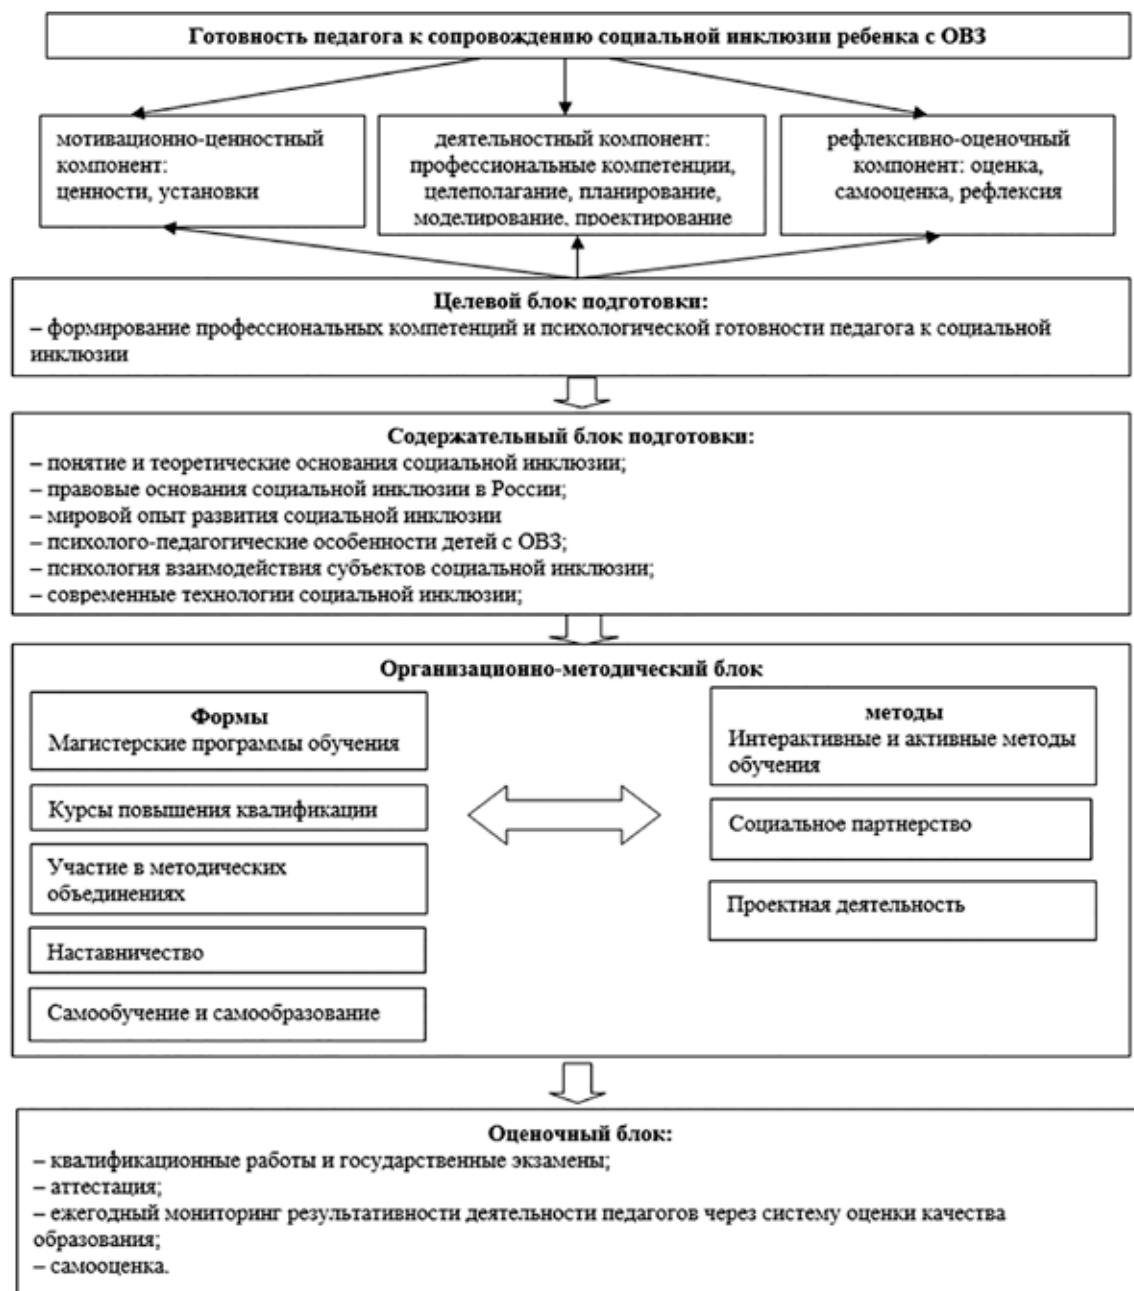 Готовность педагога к сопровождению социальной инклюзии ребенка с ОВЗ
мотивационно-ценностный
компонент:
ценности, установки
деятельностный компонент:
профессиональные компетенции,
целеполагание, планирование,
моделирование, проектирование
рефлексивно-оценочный
компонент: оценка,
самооценка, рефлексия
Целевой блок подготовки:
– формирование профессиональных компетенций и психологической готовности педагога к социальной
инклюзии
Содержательный блок подготовки:
– понятие и теоретические основания социальной инклюзии;
– правовые основания социальной инклюзии в России;
– мировой опыт развития социальной инклюзии
– психолого-педагогические особенности детей с ОВЗ;
– психология взаимодействия субъектов социальной инклюзии;
– современные технологии социальной инклюзии;
Организационно-методический блок
Формы
Магистерские программы обучения
Курсы повышения квалификации
Участие в методических
объединениях
Наставничество
Самообучение и самообразование
методы
Интерактивные и активные методы
обучения
Социальное партнерство
Проектная деятельность
Оценочный блок:
– квалификационные работы и государственные экзамены;
– аттестация;
– ежегодный мониторинг результативности деятельности педагогов через систему оценки качества
образования;
– самооценка.